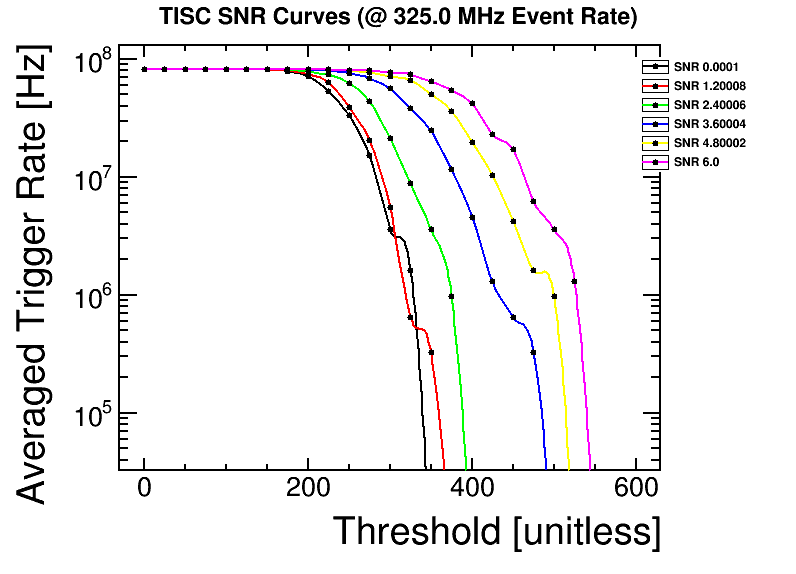 TISC SNR Curves (@ 325.0 MHz Event Rate)
Averaged Trigger Rate [Hz]
10^8
10^7
10^6
10^5
0 200 400 600
Threshold [unitless]
SNR 0.0001
SNR 1.20008
SNR 2.40006
SNR 3.60004
SNR 4.80002
SNR 6.0